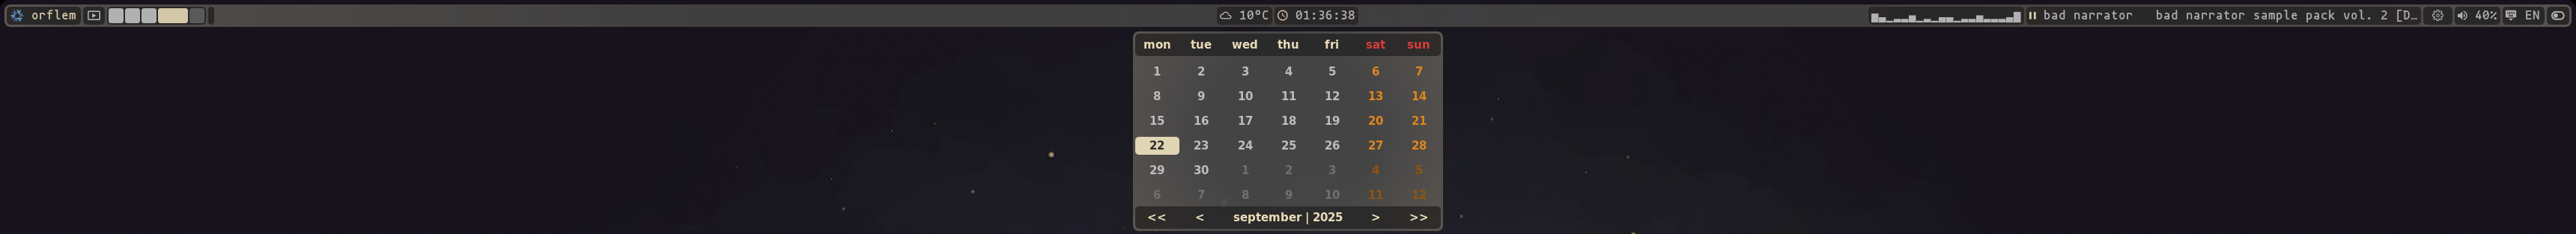 orflem 10°C 01:36:38 bad narrator bad narrator sample pack vol. 2 [D… 40% EN
mon tue wed thu fri sat sun
1 2 3 4 5 6 7
8 9 10 11 12 13 14
15 16 17 18 19 20 21
22 23 24 25 26 27 28
29 30 1 2 3 4 5
6 7 8 9 10 11 12
<< < september | 2025 > >>